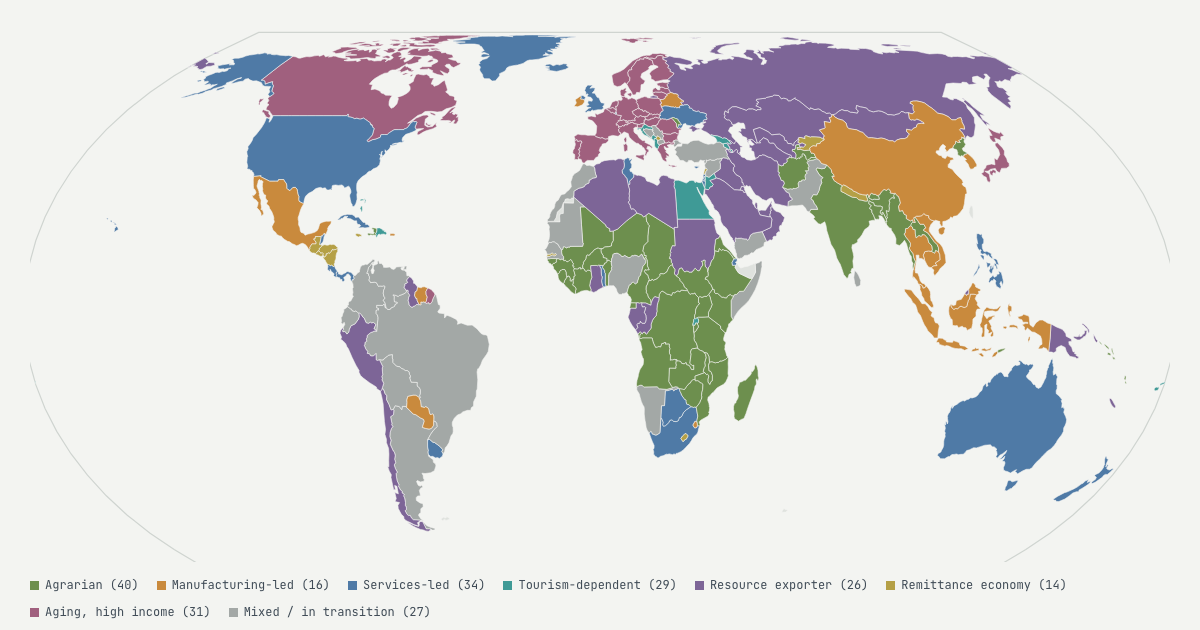 Agrarian (40) Manufacturing-led (16) Services-led (34) Tourism-dependent (29) Resource exporter (26) Remittance economy (14)
Aging, high income (31) Mixed / in transition (27)